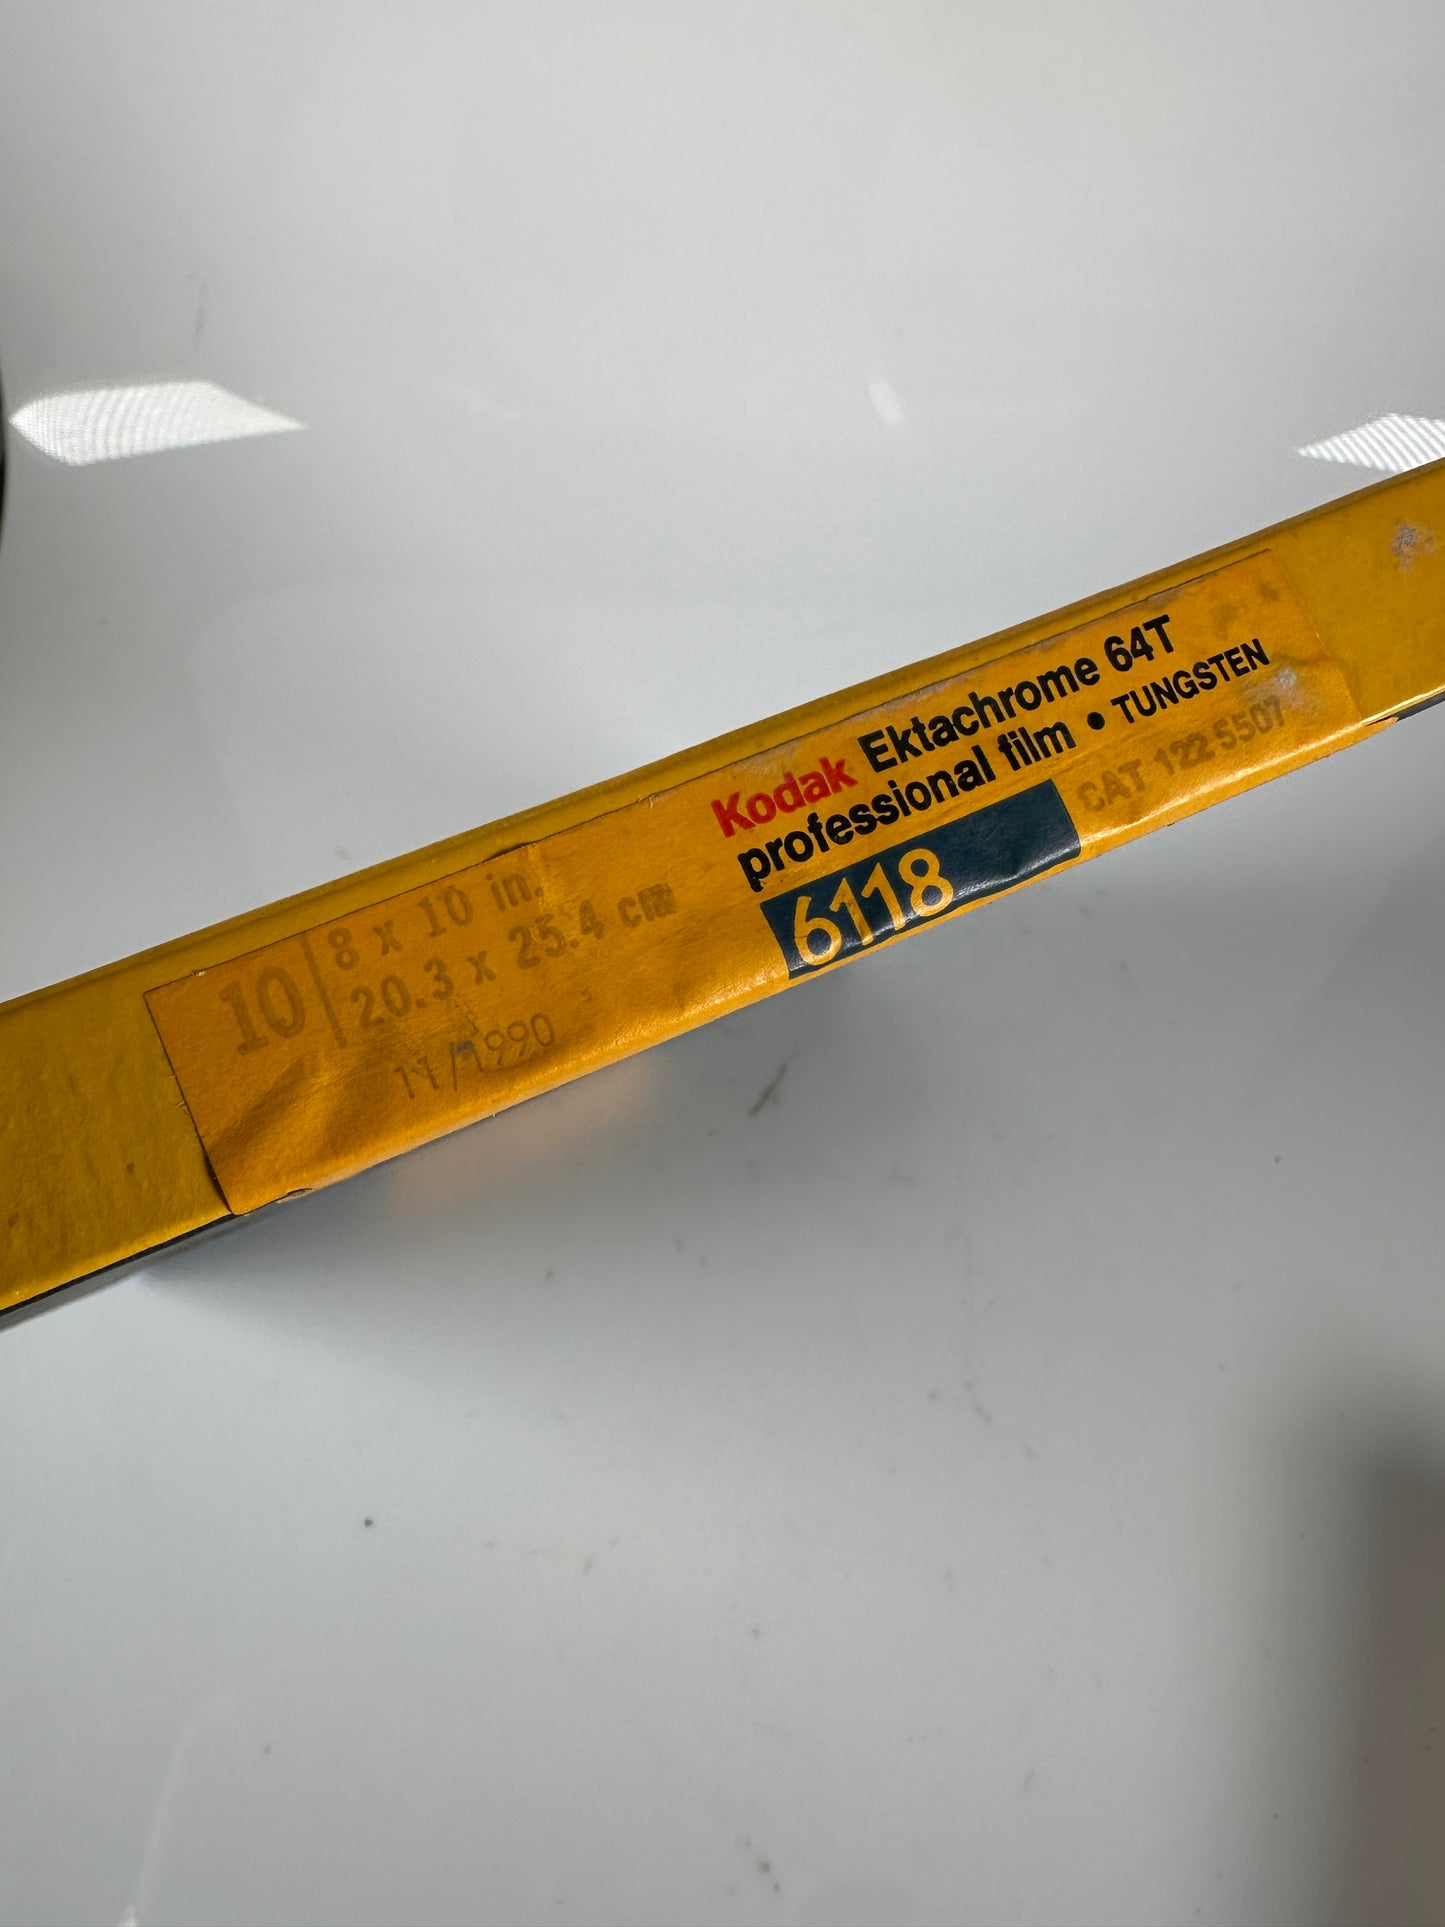 10
8 x 10 in.
20.3 x 25.4 cm
11/1990
Kodak Ektachrome 64T
professional film • TUNGSTEN
6118
CAT 122 5507